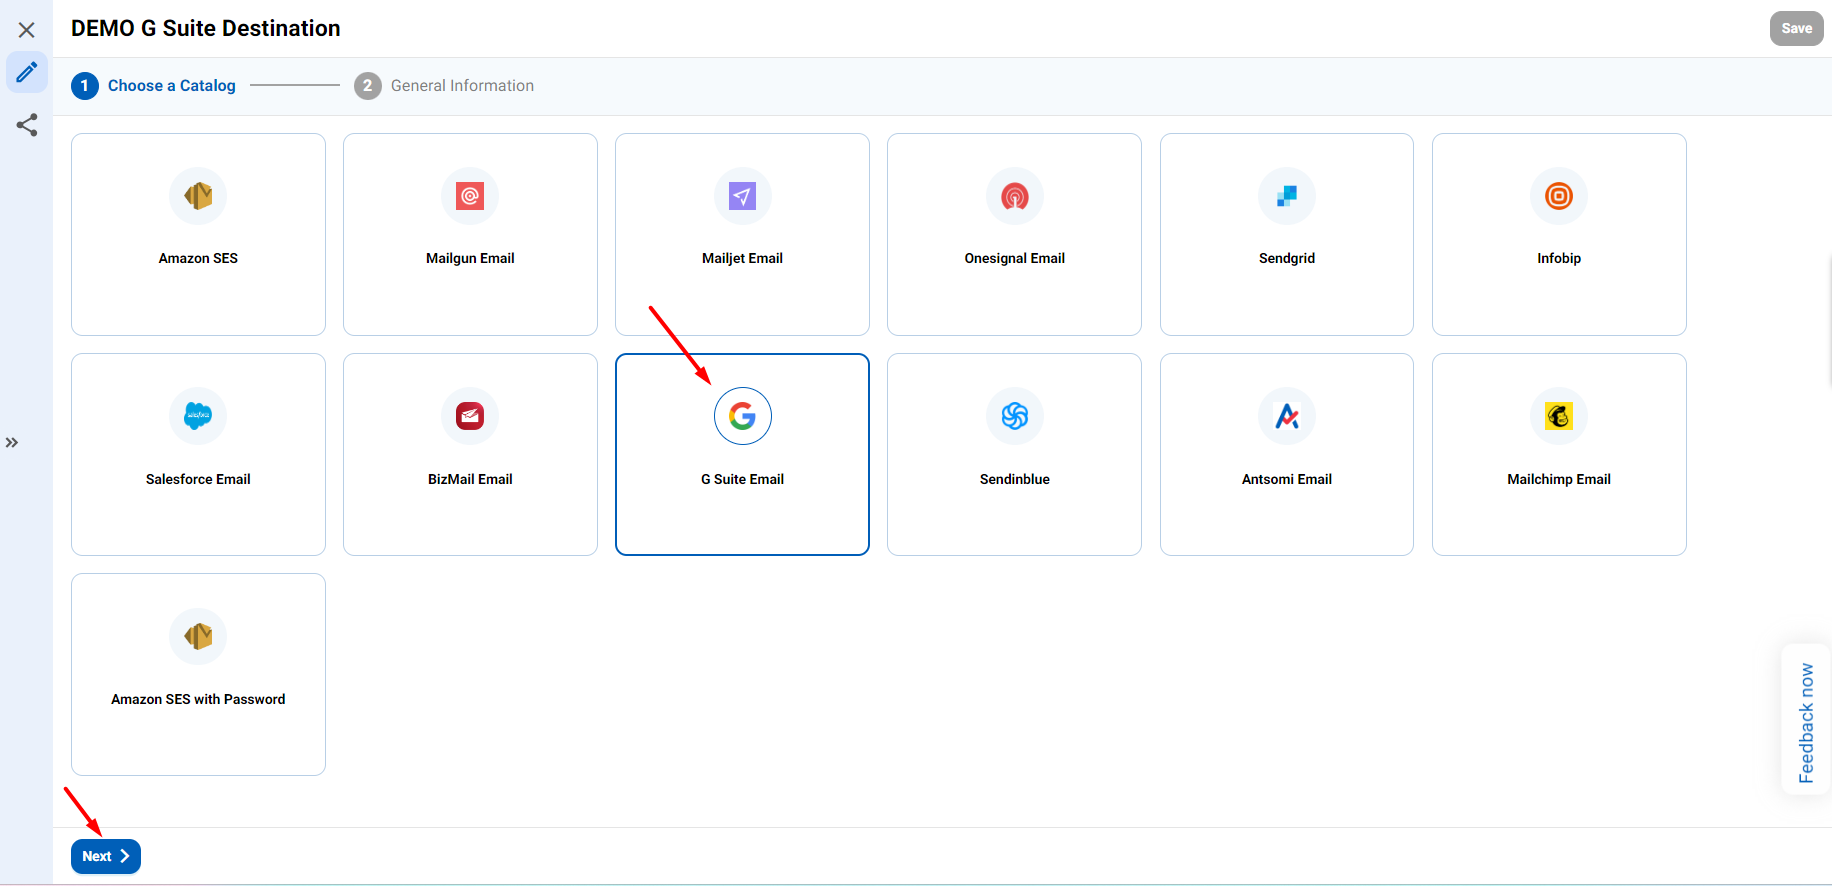 DEMO G Suite Destination
Save
1 Choose a Catalog
2 General Information
Amazon SES
Mailgun Email
Mailjet Email
Onesignal Email
Sendgrid
Infobip
Salesforce Email
BizMail Email
G Suite Email
Sendinblue
Antsomi Email
Mailchimp Email
Amazon SES with Password
Feedback now
Next